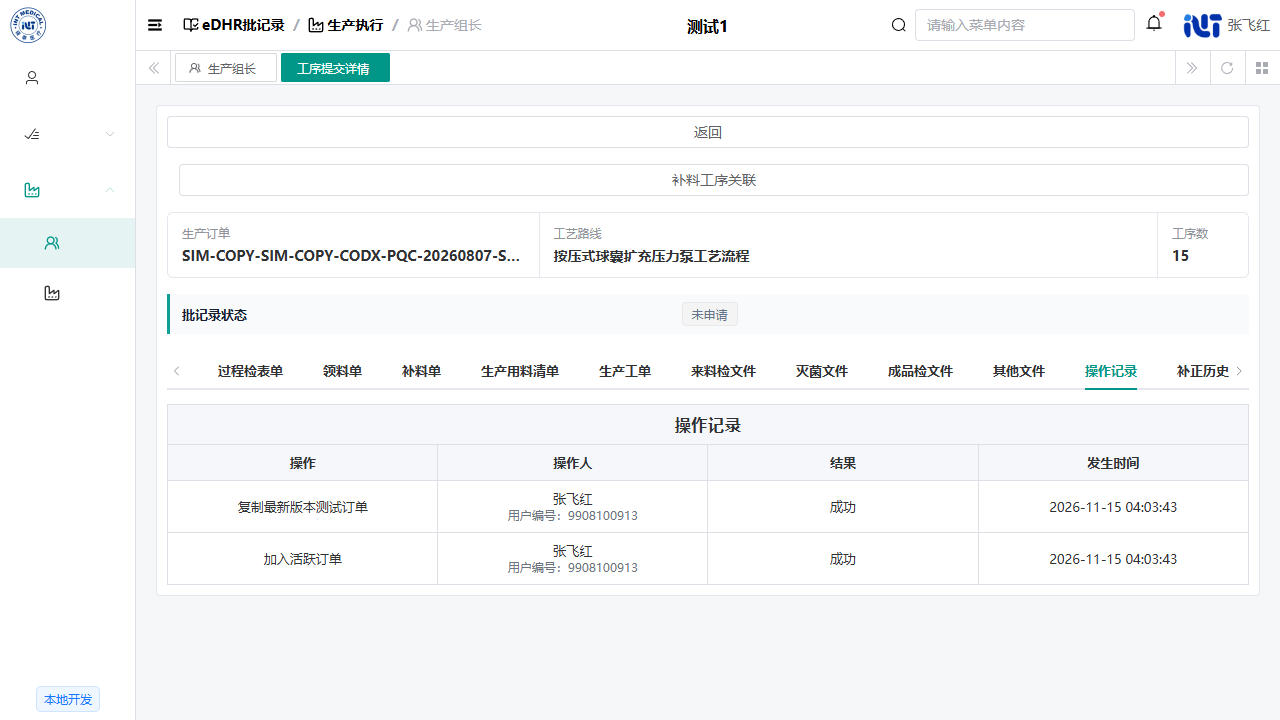 eDHR批记录 / 生产执行 / 生产组长
测试1
请输入菜单内容
iNT 张飞红
生产组长
工序提交详情
返回
补料工序关联
生产订单
SIM-COPY-SIM-COPY-CODX-PQC-20260807-S...
工艺路线
按压式球囊扩充压力泵工艺流程
工序数
15
批记录状态
未申请
过程检表单 领料单 补料单 生产用料清单 生产工单 来料检文件 灭菌文件 成品检文件 其他文件 操作记录 补正历史
操作记录
操作 操作人 结果 发生时间
复制最新版本测试订单 张飞红 成功 2026-11-15 04:03:43
用户编号：9908100913
加入活跃订单 张飞红 成功 2026-11-15 04:03:43
用户编号：9908100913
本地开发